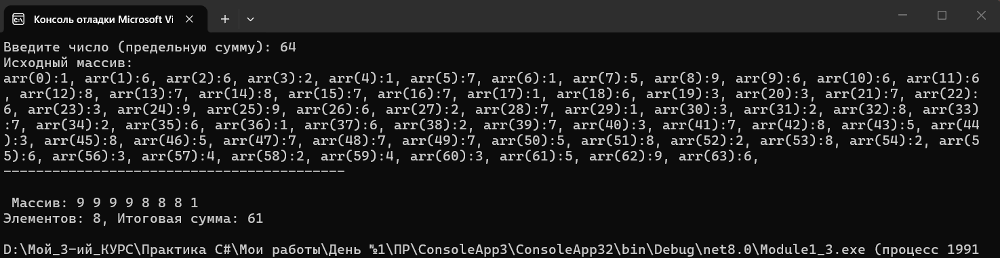 Консоль отладки Microsoft Vi
Введите число (предельную сумму): 64
Исходный массив:
arr(0):1, arr(1):6, arr(2):6, arr(3):2, arr(4):1, arr(5):7, arr(6):1, arr(7):5, arr(8):9, arr(9):6, arr(10):6, arr(11):6
, arr(12):8, arr(13):7, arr(14):8, arr(15):7, arr(16):7, arr(17):1, arr(18):6, arr(19):3, arr(20):3, arr(21):7, arr(22):
6, arr(23):3, arr(24):9, arr(25):9, arr(26):6, arr(27):2, arr(28):7, arr(29):1, arr(30):3, arr(31):2, arr(32):8, arr(33)
:7, arr(34):2, arr(35):6, arr(36):1, arr(37):6, arr(38):2, arr(39):7, arr(40):3, arr(41):7, arr(42):8, arr(43):5, arr(44
):3, arr(45):8, arr(46):5, arr(47):7, arr(48):7, arr(49):7, arr(50):5, arr(51):8, arr(52):2, arr(53):8, arr(54):2, arr(5
5):6, arr(56):3, arr(57):4, arr(58):2, arr(59):4, arr(60):3, arr(61):5, arr(62):9, arr(63):6,
------------------------------------------
Массив: 9 9 9 9 8 8 8 1
Элементов: 8, Итоговая сумма: 61
D:\Мой_3-ий_КУРС\Практика C#\Мои работы\День №1\ПР\ConsoleApp3\ConsoleApp32\bin\Debug\net8.0\Module1_3.exe (процесс 1991